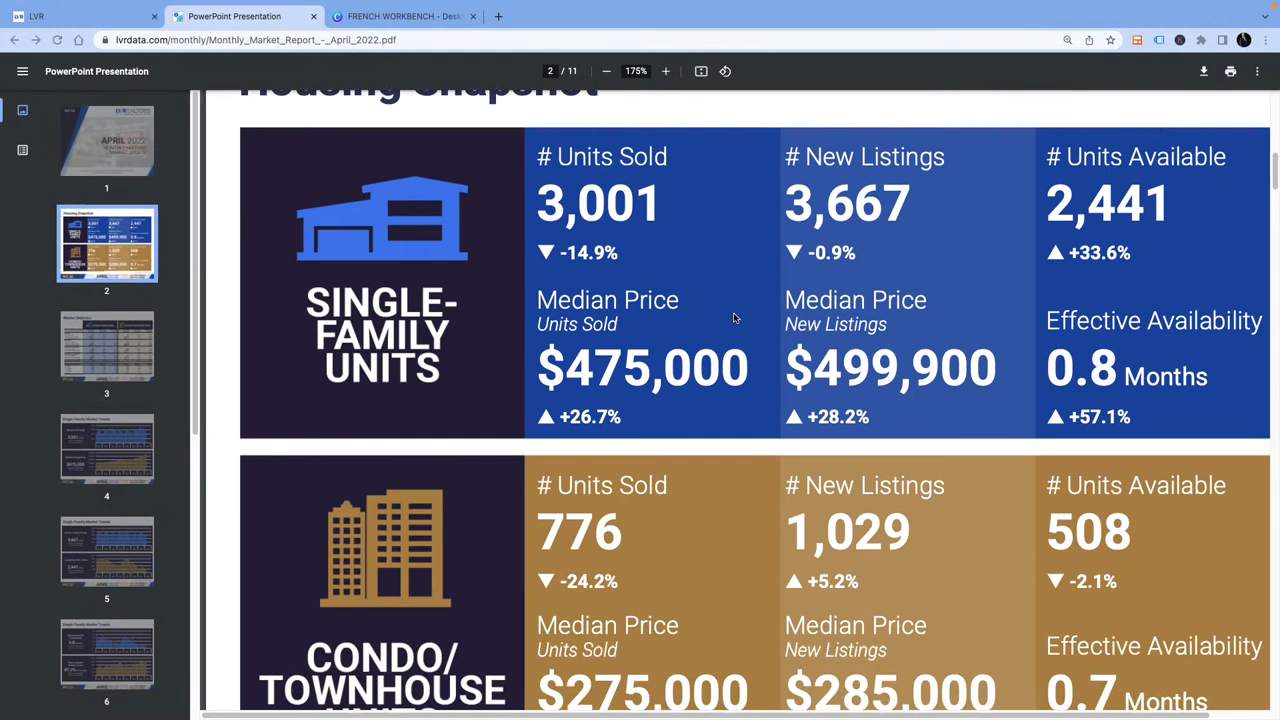 LVR
PowerPoint Presentation
FRENCH WORKBENCH - Desk
lvrdata.com/monthly/Monthly_Market_Report_-_April_2022.pdf
PowerPoint Presentation
2 / 11
175%
Housing Snapshot
SINGLE-
FAMILY
UNITS
# Units Sold
3,001
▼ -14.9%
Median Price
Units Sold
$475,000
▲ +26.7%
# New Listings
3,667
▼ -0.9%
Median Price
New Listings
$499,900
▲ +28.2%
# Units Available
2,441
▲ +33.6%
Effective Availability
0.8 Months
▲ +57.1%
CONDO/
TOWNHOUSE
UNITS
# Units Sold
776
▼ -24.2%
Median Price
Units Sold
$275,000
# New Listings
1,029
▲ +5.2%
Median Price
New Listings
$285,000
# Units Available
508
▼ -2.1%
Effective Availability
0.7 Months
APRIL 2022
1
2
3
4
5
6